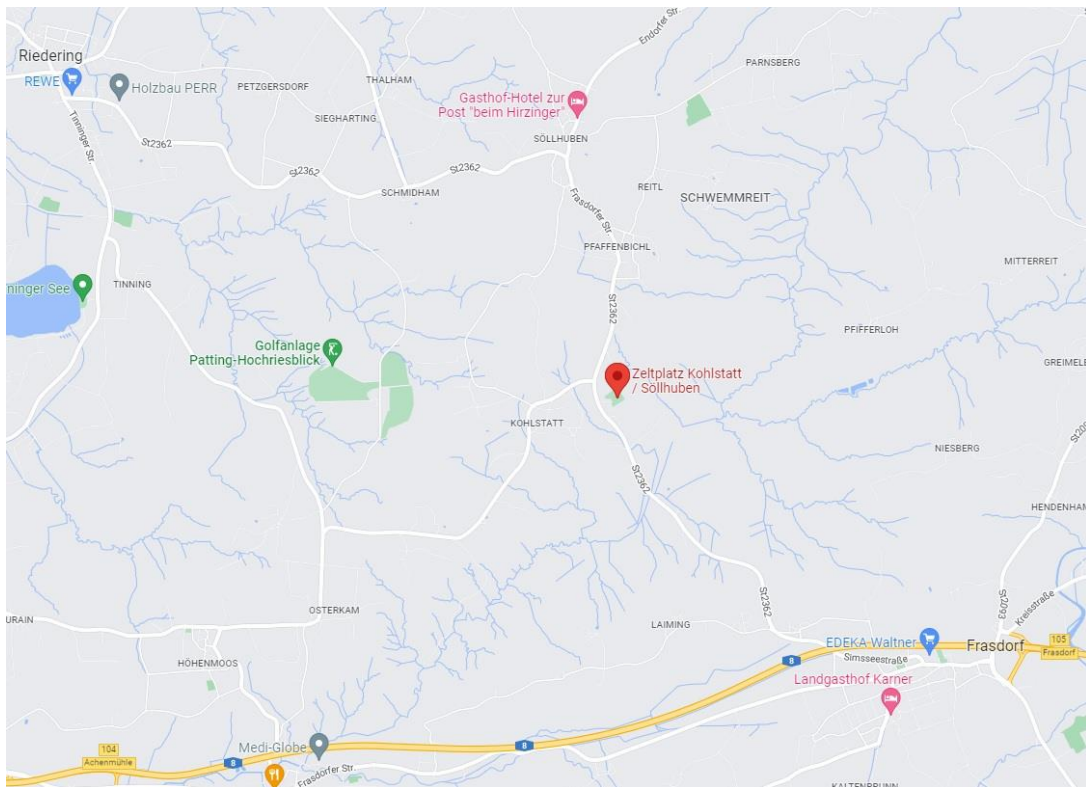 Riedering
REWE
Holzbau PERR
PETZGERSDORF
THALHAM
SIEGHARTING
Endorfer Str
PARNSBERG
Gasthof-Hotel zur
Post "beim Hirzinger"
SÖLLHUBEN
Tinninger Str.
St2362
St2362
SCHMIDHAM
St2362
Frasdorfer Str.
REITL
SCHWEMMREIT
PFAFFENBICHL
MITTERREIT
ninger See
TINNING
St2362
PFIFFERLOH
Golfanlage
Patting-Hochriesblick
GREIMEL
Zeltplatz Kohlstatt
/ Söllhuben
KOHLSTATT
NIESBERG
St2362
HENDENHAM
OSTERKAM
URAIN
LAIMING
St2362
St2093
Kreisstraße
EDEKA Waltner
Simsseestraße
8
Frasdorf
105
Frasdorf
HÖHENMOOS
Landgasthof Karner
104
Achenmühle
8
Medi-Globe
8
Frasdorfer Str.
KALTENBRUNN